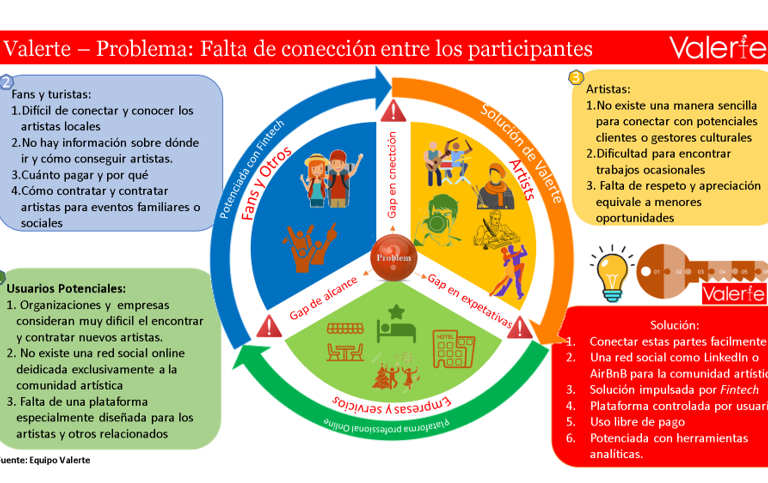 Valerte – Problema: Falta de conección entre los participantes
Valerte
2
Fans y turistas:
1.Difícil de conectar y conocer los
artistas locales
2.No hay información sobre dónde
ir y cómo conseguir artistas.
3.Cuánto pagar y por qué
4.Cómo contratar y contratar
artistas para eventos familiares o
sociales
Usuarios Potenciales:
1. Organizaciones y empresas
consideran muy dificil el encontrar
y contratar nuevos artistas.
2. No existe una red social online
deidicada exclusivamente a la
comunidad artística
3. Falta de una plataforma
especialmente diseñada para los
artistas y otros relacionados
Fuente: Equipo Valerte
Potenciada con Fintech
Solución de Valerte
Fans y Otros
Artists
Gap en cnectción
Problem
Gap de alcance
Gap en expetativas
HOTEL
Empresas y servicios
Plataforma professional Online
3
Artistas:
1.No existe una manera sencilla
para conectar con potenciales
clientes o gestores culturales
2.Dificultad para encontrar
trabajos ocasionales
3. Falta de respeto y apreciación
equivale a menores
oportunidades
01 02 03 04 05
Valerte
Solución:
1. Conectar estas partes facilmente
2. Una red social como LinkedIn o
AirBnB para la comunidad artístic
3. Solución impulsada por Fintech
4. Plataforma controlada por usuari
5. Uso libre de pago
6. Potenciada con herramientas
analíticas.